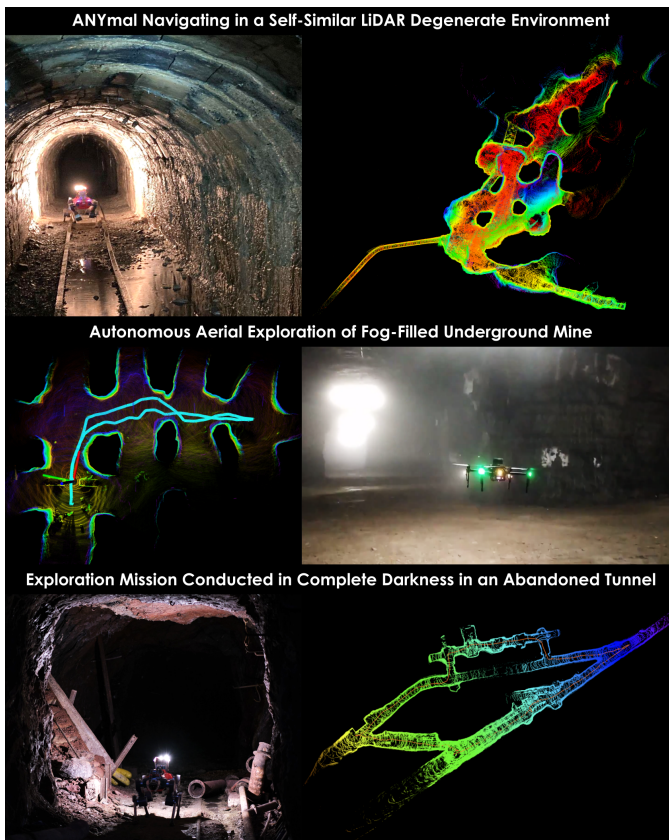 ANYmal Navigating in a Self-Similar LiDAR Degenerate Environment
Autonomous Aerial Exploration of Fog-Filled Underground Mine
Exploration Mission Conducted in Complete Darkness in an Abandoned Tunnel